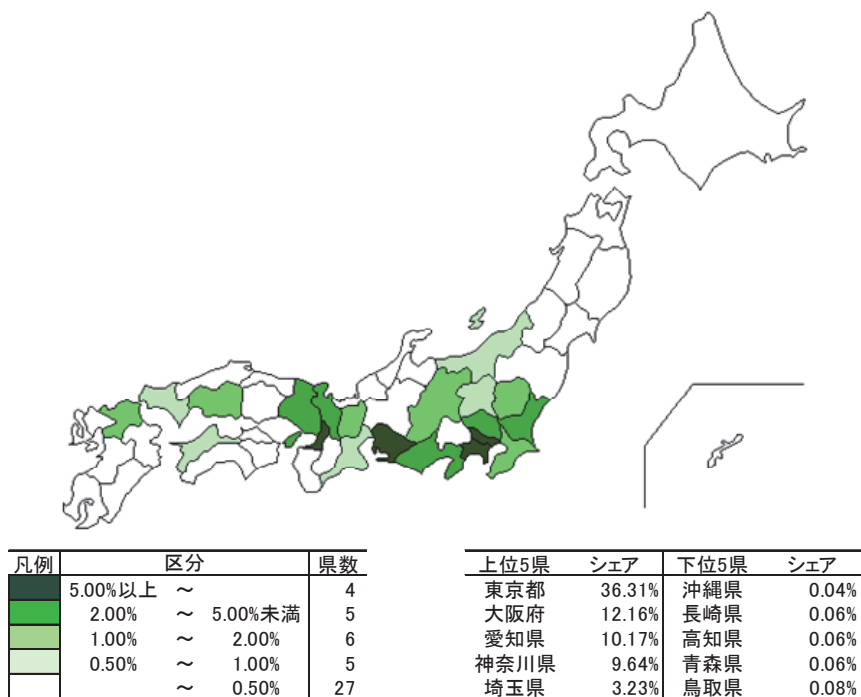 凡例 区分 県数
5.00%以上 ～ 4
2.00% ～ 5.00%未満 5
1.00% ～ 2.00% 6
0.50% ～ 1.00% 5
～ 0.50% 27
上位5県 シェア 下位5県 シェア
東京都 36.31% 沖縄県 0.04%
大阪府 12.16% 長崎県 0.06%
愛知県 10.17% 高知県 0.06%
神奈川県 9.64% 青森県 0.06%
埼玉県 3.23% 鳥取県 0.08%